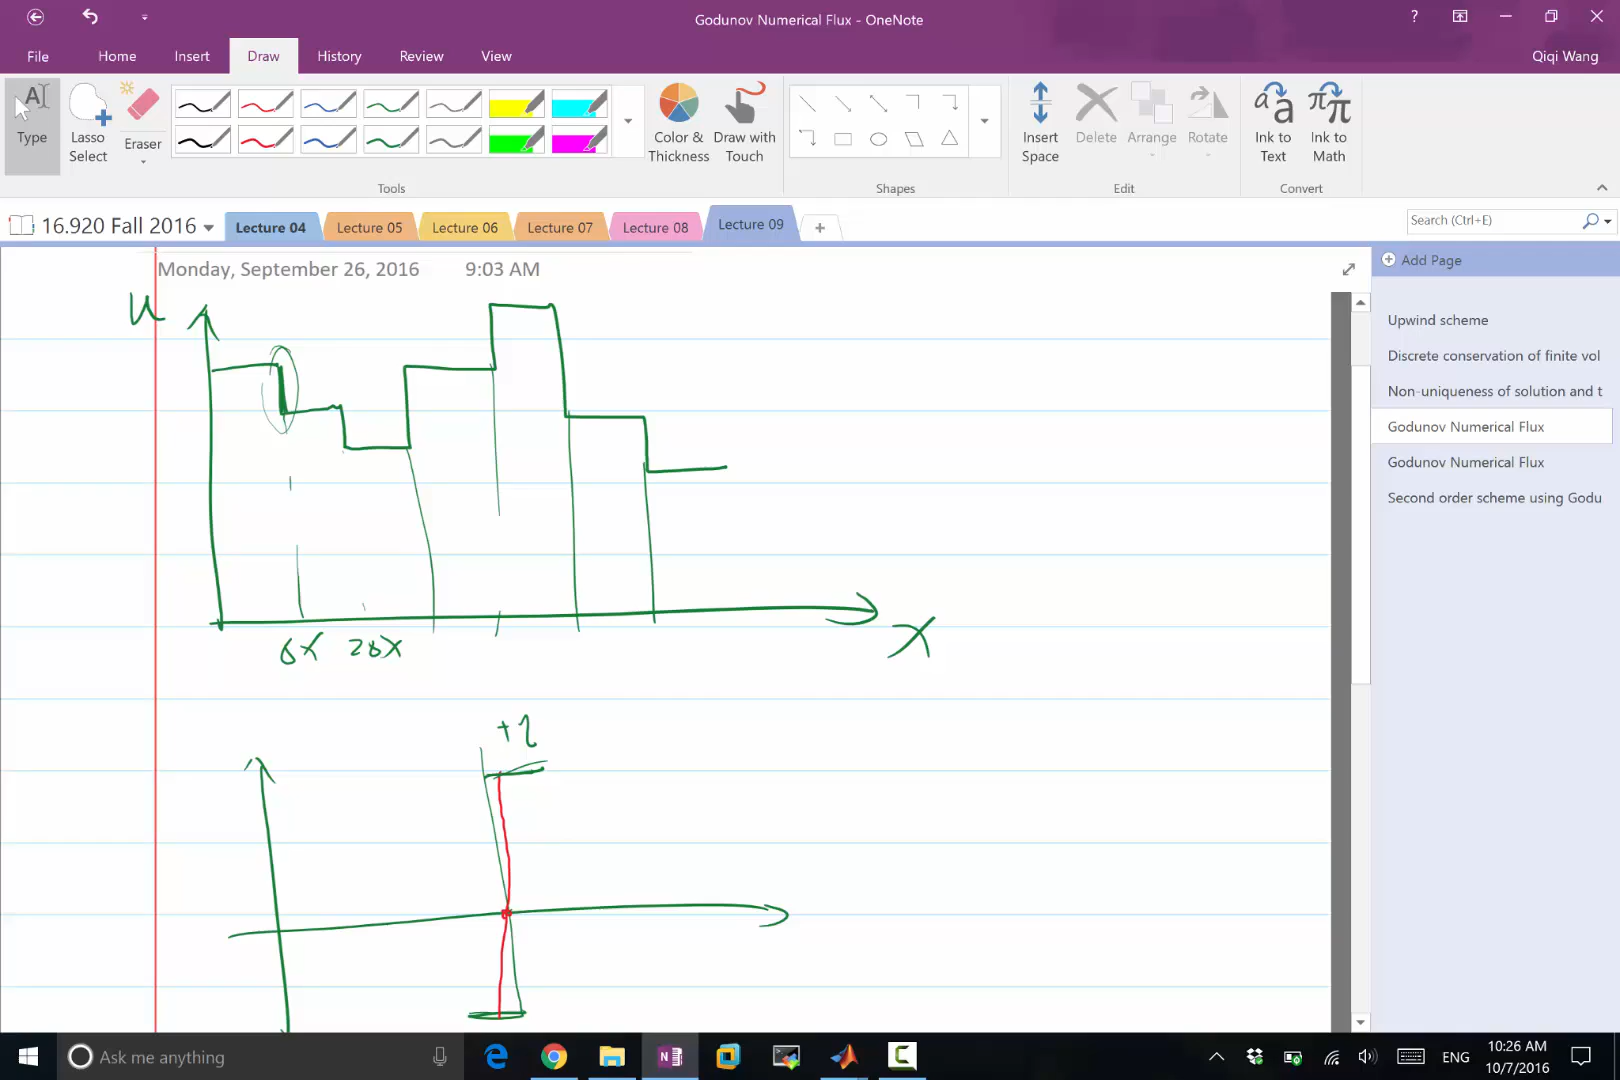 Godunov Numerical Flux - OneNote
?
File Home Insert Draw History Review View
Qiqi Wang
Type
Lasso Select
Eraser
Color & Thickness
Draw with Touch
Insert Space
Delete
Arrange
Rotate
Ink to Text
Ink to Math
Tools
Shapes
Edit
Convert
16.920 Fall 2016
Lecture 04 Lecture 05 Lecture 06 Lecture 07 Lecture 08 Lecture 09
Search (Ctrl+E)
Add Page
Upwind scheme
Discrete conservation of finite vol
Non-uniqueness of solution and t
Godunov Numerical Flux
Godunov Numerical Flux
Second order scheme using Godu
Monday, September 26, 2016 9:03 AM
u
δx 2δx
x
Ask me anything
ENG
10:26 AM
10/7/2016